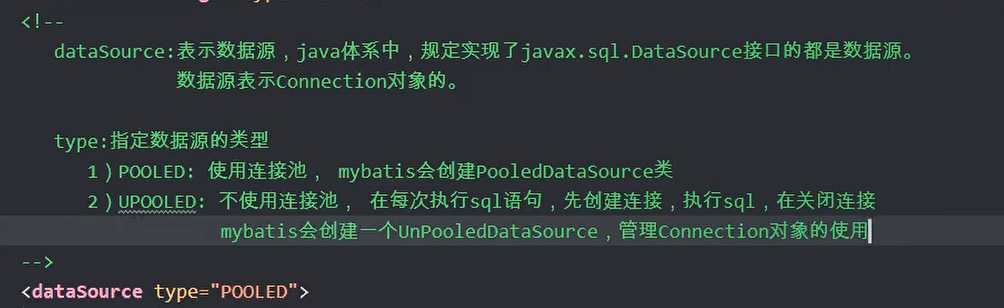 <!--
dataSource:表示数据源，java体系中，规定实现了javax.sql.DataSource接口的都是数据源。
数据源表示Connection对象的。
type:指定数据源的类型
1）POOLED: 使用连接池， mybatis会创建PooledDataSource类
2）UPOOLED: 不使用连接池， 在每次执行sql语句，先创建连接，执行sql，在关闭连接
mybatis会创建一个UnPooledDataSource，管理Connection对象的使用
-->
<dataSource type="POOLED">